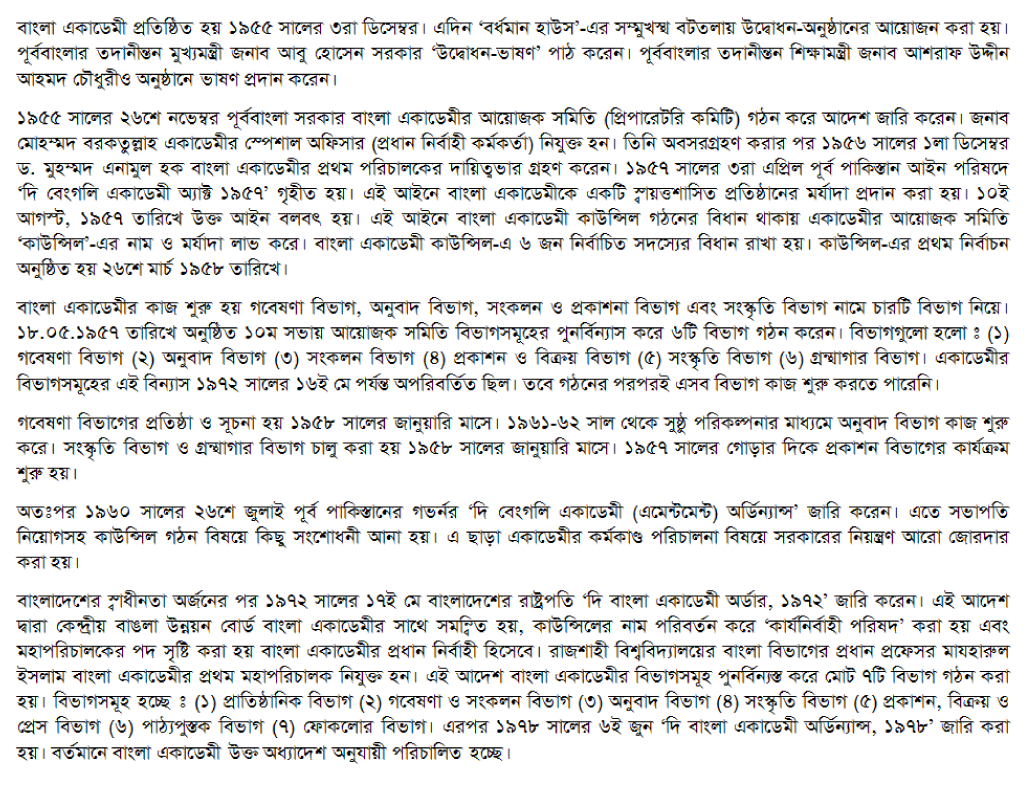 বাংলা একাডেমী প্রতিষ্ঠিত হয় ১৯৫৫ সালের ৩রা ডিসেম্বর। এদিন ‘বর্ধমান হাউস’-এর সম্মুখস্থ বটতলায় উদ্বোধন-অনুষ্ঠানের আয়োজন করা হয়।
পূর্ববাংলার তদানীন্তন মুখ্যমন্ত্রী জনাব আবু হোসেন সরকার ‘উদ্বোধন-ভাষণ’ পাঠ করেন। পূর্ববাংলার তদানীন্তন শিক্ষামন্ত্রী জনাব আশরাফ উদ্দীন
আহমদ চৌধুরীও অনুষ্ঠানে ভাষণ প্রদান করেন।
১৯৫৫ সালের ২৬শে নভেম্বর পূর্ববাংলা সরকার বাংলা একাডেমীর আয়োজক সমিতি (প্রিপারেটরি কমিটি) গঠন করে আদেশ জারি করেন। জনাব
মোহম্মদ বরকতুল্লাহ একাডেমীর স্পেশাল অফিসার (প্রধান নির্বাহী কর্মকর্তা) নিযুক্ত হন। তিনি অবসরগ্রহণ করার পর ১৯৫৬ সালের ১লা ডিসেম্বর
ড. মুহম্মদ এনামুল হক বাংলা একাডেমীর প্রথম পরিচালকের দায়িত্বভার গ্রহণ করেন। ১৯৫৭ সালের ৩রা এপ্রিল পূর্ব পাকিস্তান আইন পরিষদে
‘দি বেংগলি একাডেমী অ্যাক্ট ১৯৫৭’ গৃহীত হয়। এই আইনে বাংলা একাডেমীকে একটি স্বায়ত্তশাসিত প্রতিষ্ঠানের মর্যাদা প্রদান করা হয়। ১০ই
আগস্ট, ১৯৫৭ তারিখে উক্ত আইন বলবৎ হয়। এই আইনে বাংলা একাডেমী কাউন্সিল গঠনের বিধান থাকায় একাডেমীর আয়োজক সমিতি
‘কাউন্সিল’-এর নাম ও মর্যাদা লাভ করে। বাংলা একাডেমী কাউন্সিল-এ ৬ জন নির্বাচিত সদস্যের বিধান রাখা হয়। কাউন্সিল-এর প্রথম নির্বাচন
অনুষ্ঠিত হয় ২৬শে মার্চ ১৯৫৮ তারিখে।
বাংলা একাডেমীর কাজ শুরু হয় গবেষণা বিভাগ, অনুবাদ বিভাগ, সংকলন ও প্রকাশনা বিভাগ এবং সংস্কৃতি বিভাগ নামে চারটি বিভাগ নিয়ে।
১৮.০৫.১৯৫৭ তারিখে অনুষ্ঠিত ১০ম সভায় আয়োজক সমিতি বিভাগসমূহের পুনর্বিন্যাস করে ৬টি বিভাগ গঠন করেন। বিভাগগুলো হলো ঃ (১)
গবেষণা বিভাগ (২) অনুবাদ বিভাগ (৩) সংকলন বিভাগ (৪) প্রকাশন ও বিক্রয় বিভাগ (৫) সংস্কৃতি বিভাগ (৬) গ্রন্থাগার বিভাগ। একাডেমীর
বিভাগসমূহের এই বিন্যাস ১৯৭২ সালের ১৬ই মে পর্যন্ত অপরিবর্তিত ছিল। তবে গঠনের পরপরই এসব বিভাগ কাজ শুরু করতে পারেনি।
গবেষণা বিভাগের প্রতিষ্ঠা ও সূচনা হয় ১৯৫৮ সালের জানুয়ারি মাসে। ১৯৬১-৬২ সাল থেকে সুষ্ঠু পরিকল্পনার মাধ্যমে অনুবাদ বিভাগ কাজ শুরু
করে। সংস্কৃতি বিভাগ ও গ্রন্থাগার বিভাগ চালু করা হয় ১৯৫৮ সালের জানুয়ারি মাসে। ১৯৫৭ সালের গোড়ার দিকে প্রকাশন বিভাগের কার্যক্রম
শুরু হয়।
অতঃপর ১৯৬০ সালের ২৬শে জুলাই পূর্ব পাকিস্তানের গভর্নর ‘দি বেংগলি একাডেমী (এমেন্টমেন্ট) অর্ডিন্যান্স’ জারি করেন। এতে সভাপতি
নিয়োগসহ কাউন্সিল গঠন বিষয়ে কিছু সংশোধনী আনা হয়। এ ছাড়া একাডেমীর কর্মকাণ্ড পরিচালনা বিষয়ে সরকারের নিয়ন্ত্রণ আরো জোরদার
করা হয়।
বাংলাদেশের স্বাধীনতা অর্জনের পর ১৯৭২ সালের ১৭ই মে বাংলাদেশের রাষ্ট্রপতি ‘দি বাংলা একাডেমী অর্ডার, ১৯৭২’ জারি করেন। এই আদেশ
দ্বারা কেন্দ্রীয় বাঙলা উন্নয়ন বোর্ড বাংলা একাডেমীর সাথে সমন্বিত হয়, কাউন্সিলের নাম পরিবর্তন করে ‘কার্যনির্বাহী পরিষদ’ করা হয় এবং
মহাপরিচালকের পদ সৃষ্টি করা হয় বাংলা একাডেমীর প্রধান নির্বাহী হিসেবে। রাজশাহী বিশ্ববিদ্যালয়ের বাংলা বিভাগের প্রধান প্রফেসর মাযহারুল
ইসলাম বাংলা একাডেমীর প্রথম মহাপরিচালক নিযুক্ত হন। এই আদেশ বাংলা একাডেমীর বিভাগসমূহ পুনর্বিন্যস্ত করে মোট ৭টি বিভাগ গঠন করা
হয়। বিভাগসমূহ হচ্ছে ঃ (১) প্রাতিষ্ঠানিক বিভাগ (২) গবেষণা ও সংকলন বিভাগ (৩) অনুবাদ বিভাগ (৪) সংস্কৃতি বিভাগ (৫) প্রকাশন, বিক্রয় ও
প্রেস বিভাগ (৬) পাঠ্যপুস্তক বিভাগ (৭) ফোকলোর বিভাগ। এরপর ১৯৭৮ সালের ৬ই জুন ‘দি বাংলা একাডেমী অর্ডিন্যান্স, ১৯৭৮’ জারি করা
হয়। বর্তমানে বাংলা একাডেমী উক্ত অধ্যাদেশ অনুযায়ী পরিচালিত হচ্ছে।